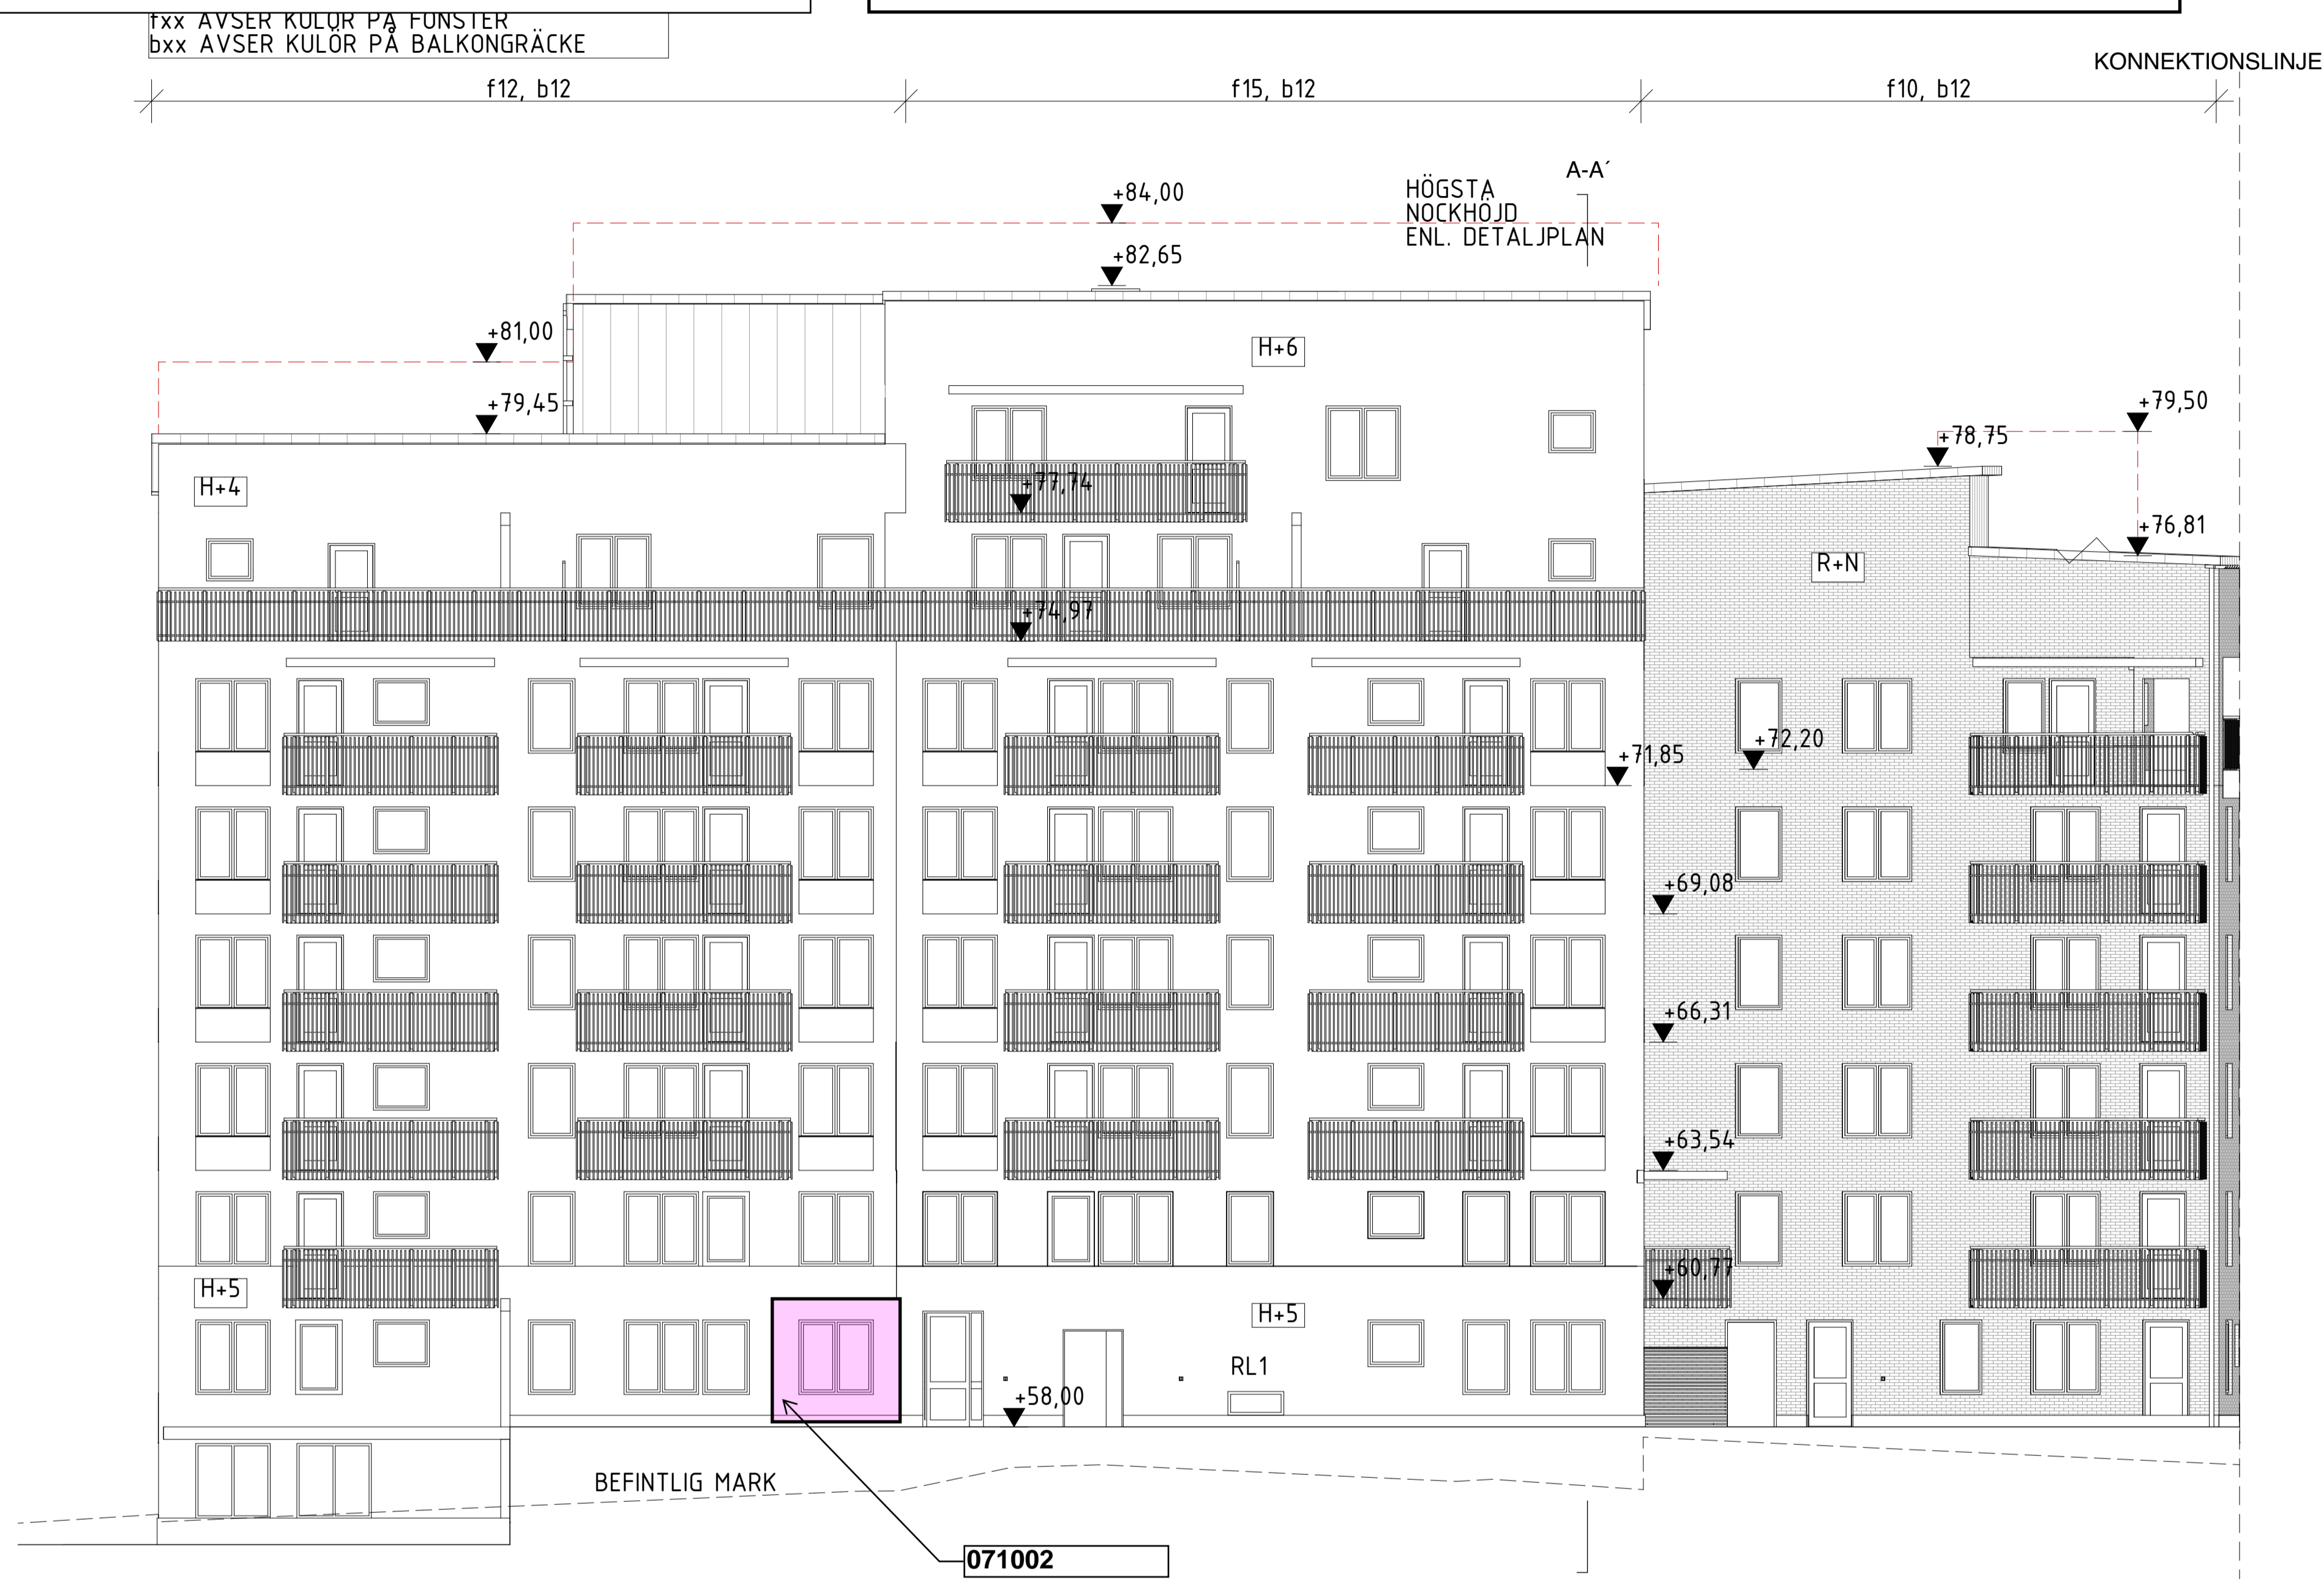 fxx AVSER KULÖR PÅ FÖNSTER
bxx AVSER KULÖR PÅ BALKONGRÄCKE
KONNEKTIONSLINJE
f12, b12
f15, b12
f10, b12
A-A´
HÖGSTA
NOCKHÖJD
ENL. DETALJPLAN
+84,00
+82,65
+81,00
H+6
+79,45
+79,50
+78,75
H+4
+77,74
+76,81
R+N
+74,97
+72,20
+71,85
+69,08
+66,31
+63,54
+60,77
H+5
H+5
RL1
+58,00
BEFINTLIG MARK
071002